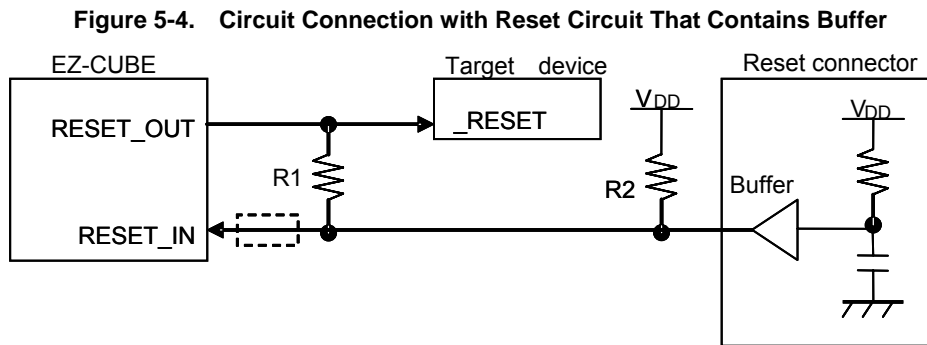 Figure 5-4. Circuit Connection with Reset Circuit That Contains Buffer
EZ-CUBE
Target device
Reset connector
RESET_OUT
_RESET
VDD
VDD
R1
R2
Buffer
RESET_IN